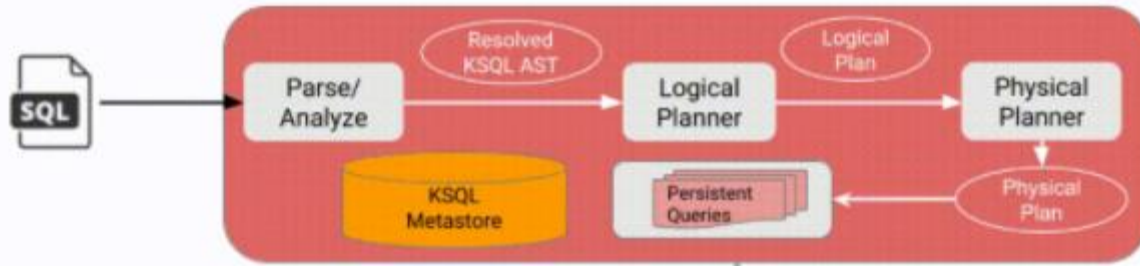 SQL
Parse/
Analyze
Resolved
KSQL AST
Logical
Planner
Logical
Plan
Physical
Planner
KSQL
Metastore
Persistent
Queries
Physical
Plan